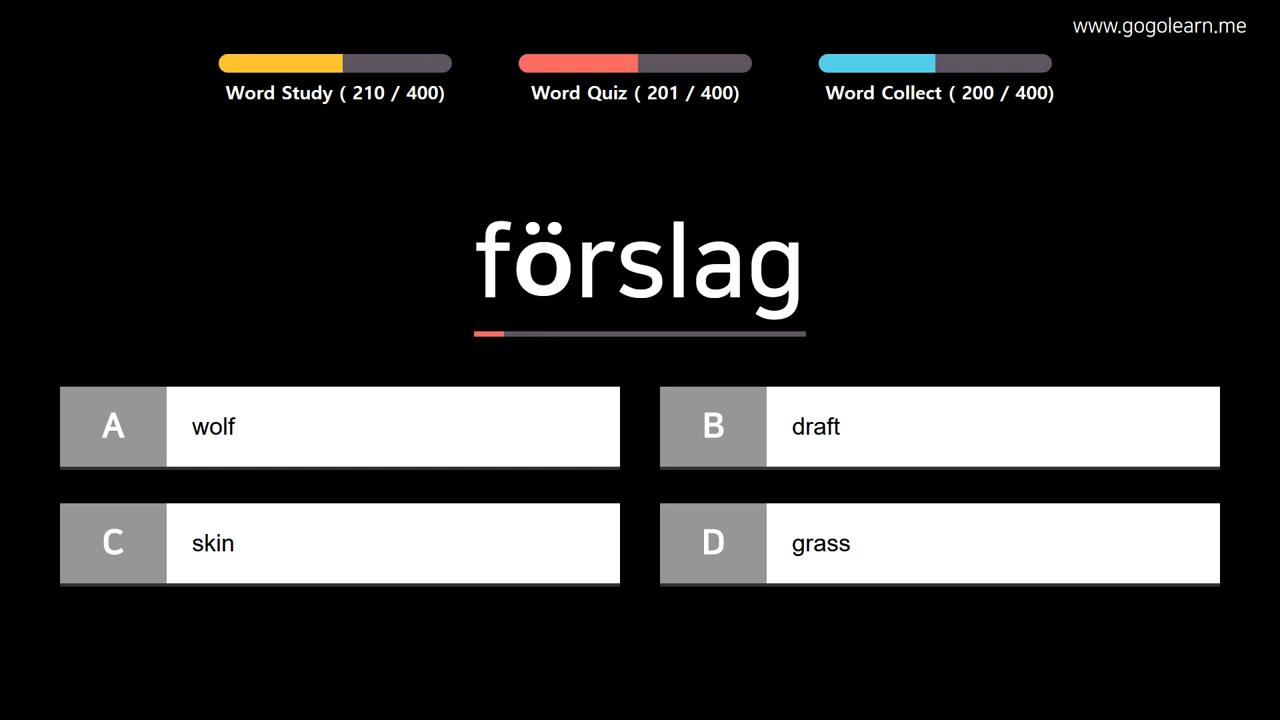 www.gogolearn.me
Word Study ( 210 / 400)
Word Quiz ( 201 / 400)
Word Collect ( 200 / 400)
förslag
A wolf
B draft
C skin
D grass